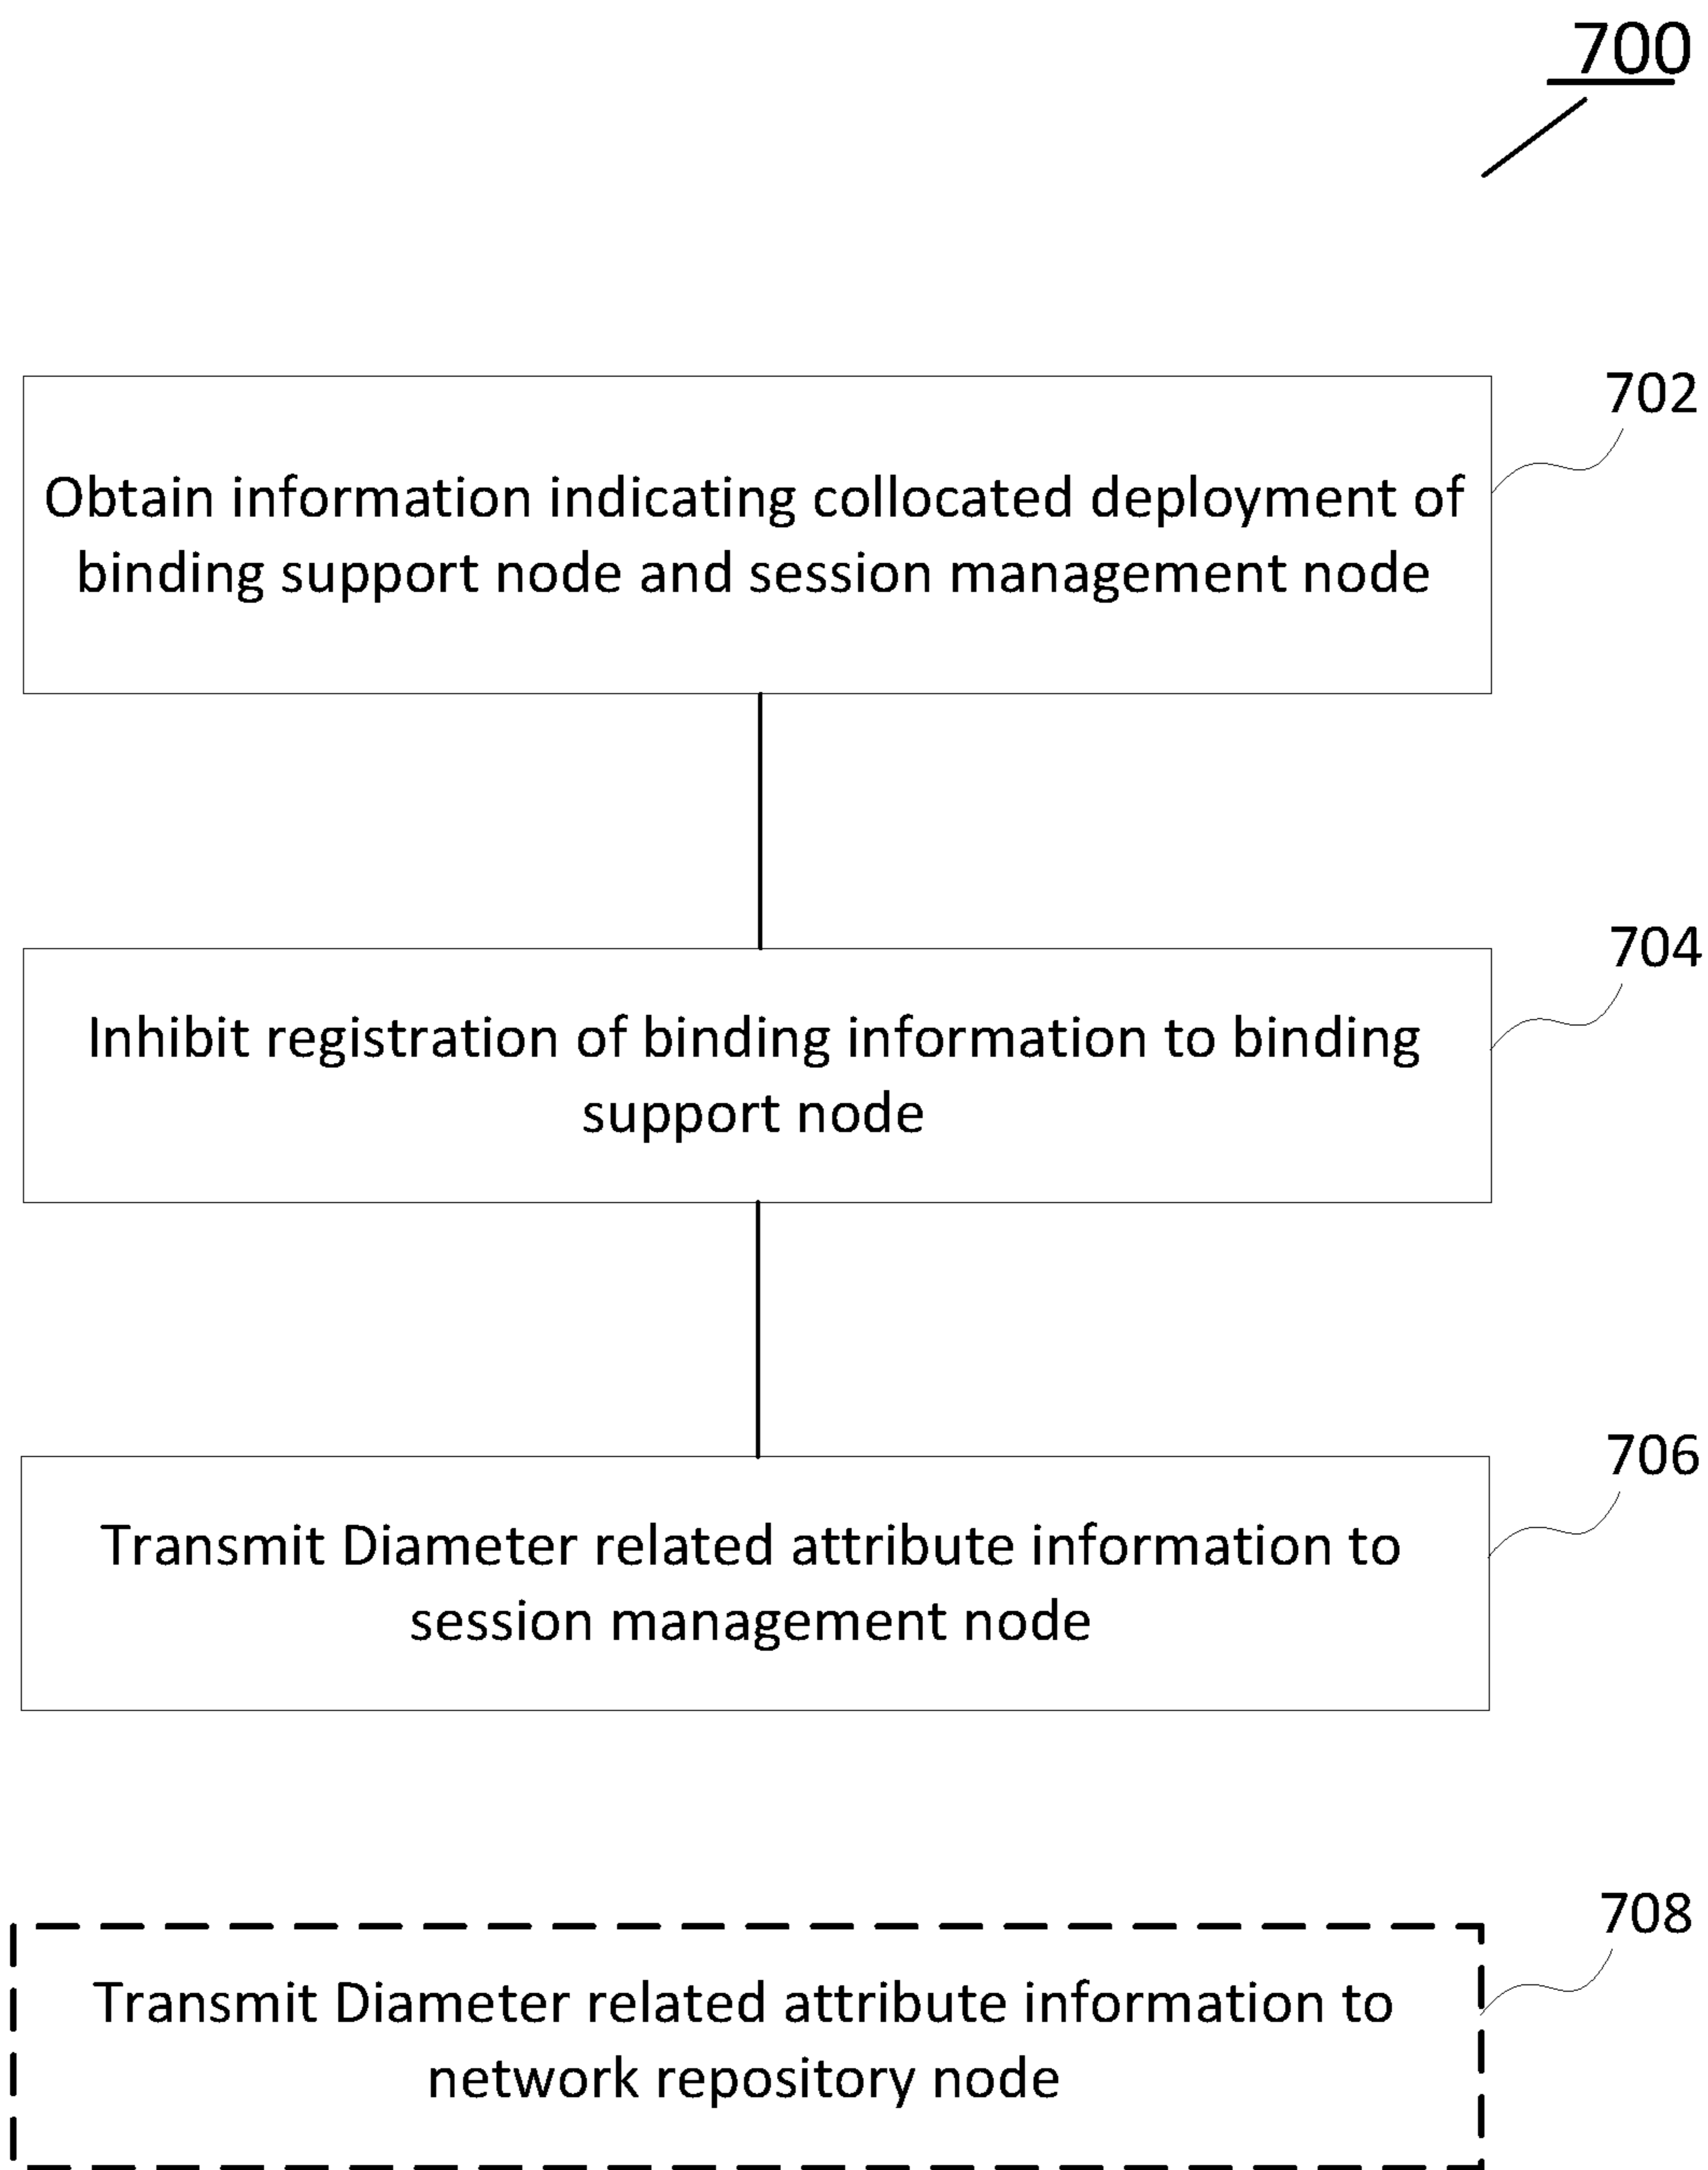 700
702
Obtain information indicating collocated deployment of
binding support node and session management node
704
Inhibit registration of binding information to binding
support node
706
Transmit Diameter related attribute information to
session management node
708
Transmit Diameter related attribute information to
network repository node